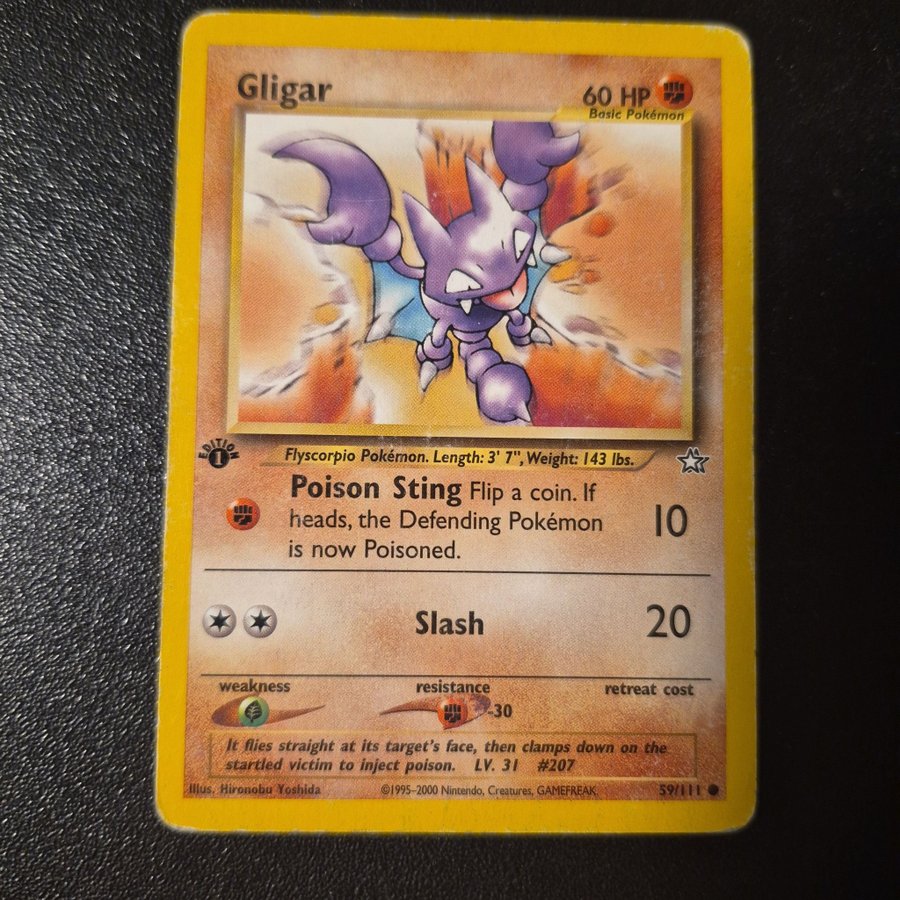 Gligar
60 HP
Basic Pokémon
EDITION
1
Flyscorpio Pokémon. Length: 3' 7", Weight: 143 lbs.
Poison Sting Flip a coin. If
heads, the Defending Pokémon
is now Poisoned.
10
Slash 20
weakness resistance retreat cost
-30
It flies straight at its target's face, then clamps down on the
startled victim to inject poison. LV. 31 #207
Illus. Hironobu Yoshida ©1995-2000 Nintendo, Creatures, GAMEFREAK. 59/111